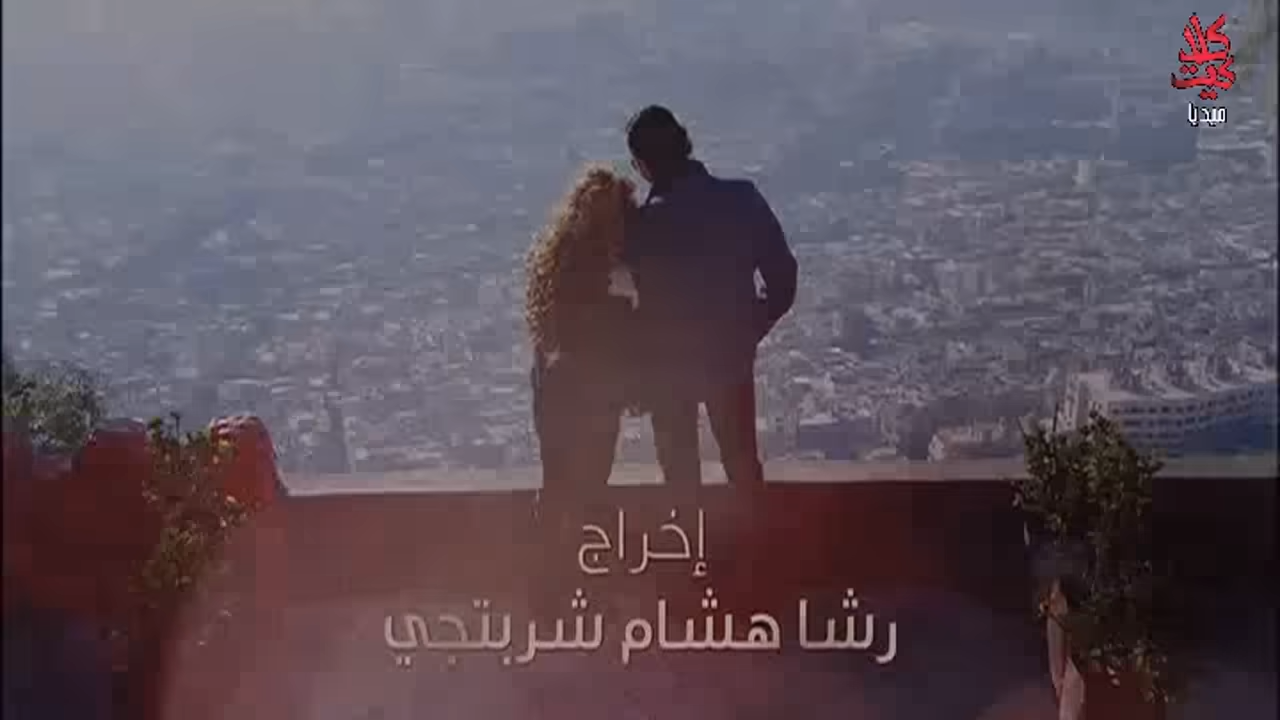 كلاكيت
ميديا
إخراج
رشا هشام شربتجي